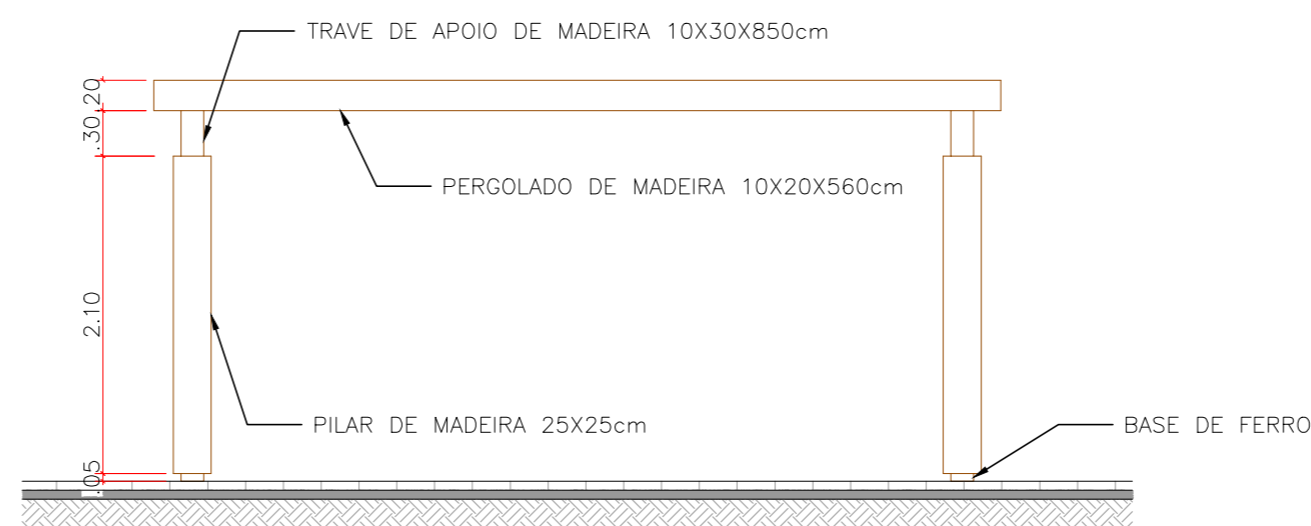 TRAVE DE APOIO DE MADEIRA 10X30X850cm
.20
.30
PERGOLADO DE MADEIRA 10X20X560cm
2.10
PILAR DE MADEIRA 25X25cm
BASE DE FERRO
.05